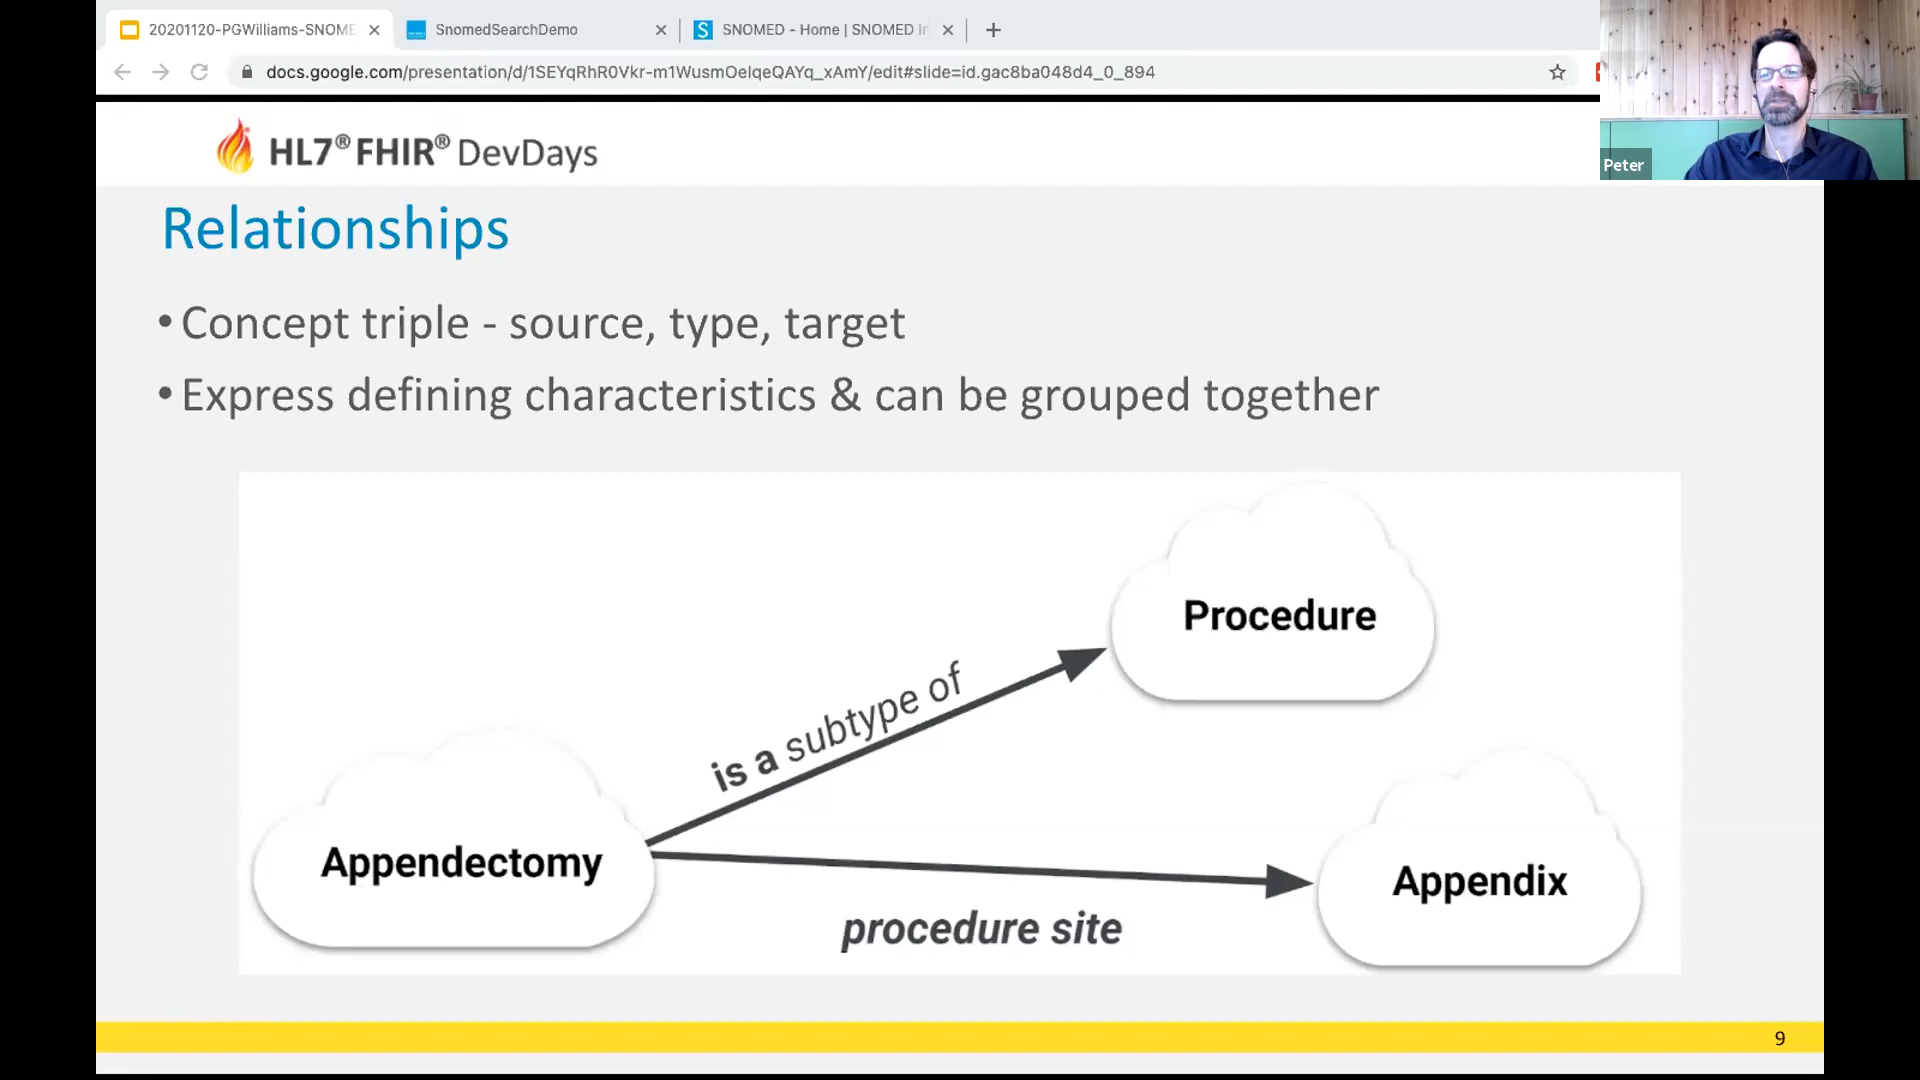 20201120-PGWilliams-SNOME
SnomedSearchDemo
SNOMED - Home | SNOMED In
docs.google.com/presentation/d/1SEYqRhR0Vkr-m1WusmOelqeQAYq_xAmY/edit#slide=id.gac8ba048d4_0_894
Peter
HL7® FHIR® DevDays
Relationships
• Concept triple - source, type, target
• Express defining characteristics & can be grouped together
Procedure
is a subtype of
Appendectomy
Appendix
procedure site
9